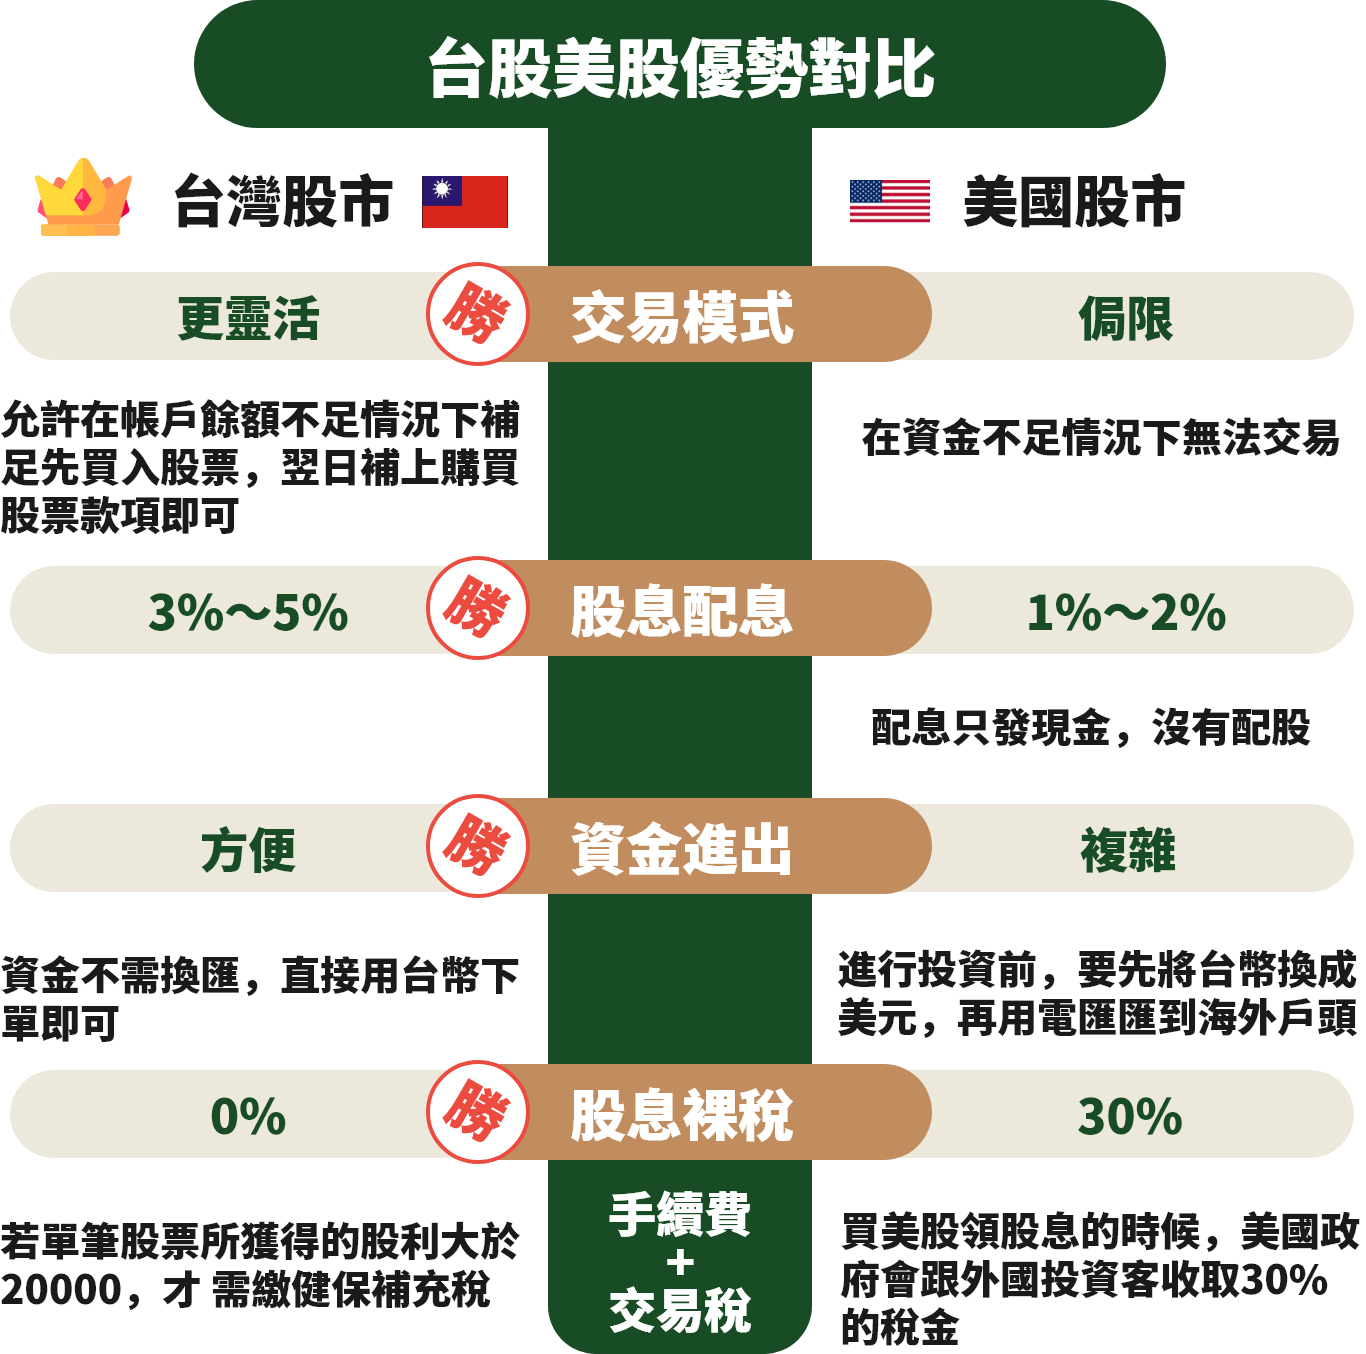 台股美股優勢對比
台灣股市
美國股市
更靈活
勝
交易模式
侷限
允許在帳戶餘額不足情況下補
足先買入股票，翌日補上購買
股票款項即可
在資金不足情況下無法交易
3%～5%
勝
股息配息
1%～2%
配息只發現金，沒有配股
方便
勝
資金進出
複雜
資金不需換匯，直接用台幣下
單即可
進行投資前，要先將台幣換成
美元，再用電匯匯到海外戶頭
0%
勝
股息裸稅
30%
若單筆股票所獲得的股利大於
20000，才 需繳健保補充稅
手續費
+
交易稅
買美股領股息的時候，美國政
府會跟外國投資客收取30%
的稅金